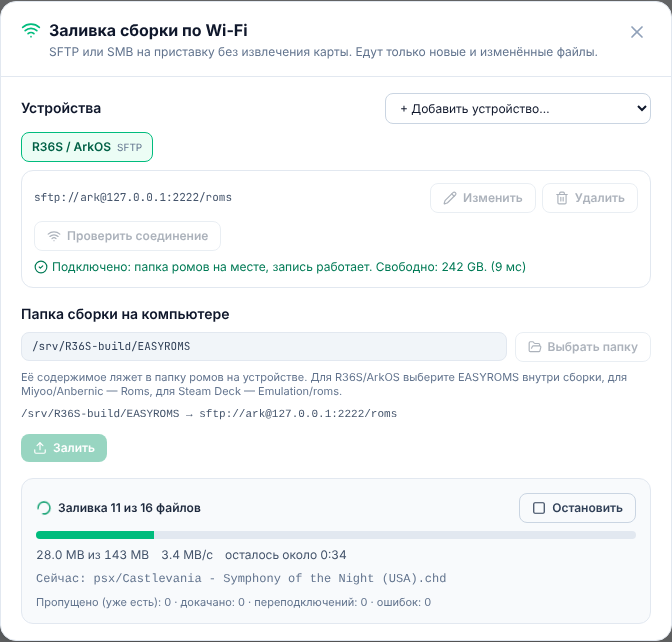 Заливка сборки по Wi-Fi
SFTP или SMB на приставку без извлечения карты. Едут только новые и изменённые файлы.
Устройства
+ Добавить устройство...
R36S / ArkOS SFTP
sftp://ark@127.0.0.1:2222/roms
Изменить
Удалить
Проверить соединение
Подключено: папка ромов на месте, запись работает. Свободно: 242 GB. (9 мс)
Папка сборки на компьютере
/srv/R36S-build/EASYROMS
Выбрать папку
Её содержимое ляжет в папку ромов на устройстве. Для R36S/ArkOS выберите EASYROMS внутри сборки, для
Miyoo/Anbernic — Roms, для Steam Deck — Emulation/roms.
/srv/R36S-build/EASYROMS → sftp://ark@127.0.0.1:2222/roms
Залить
Заливка 11 из 16 файлов
Остановить
28.0 MB из 143 MB 3.4 MB/с осталось около 0:34
Сейчас: psx/Castlevania - Symphony of the Night (USA).chd
Пропущено (уже есть): 0 · докачано: 0 · переподключений: 0 · ошибок: 0